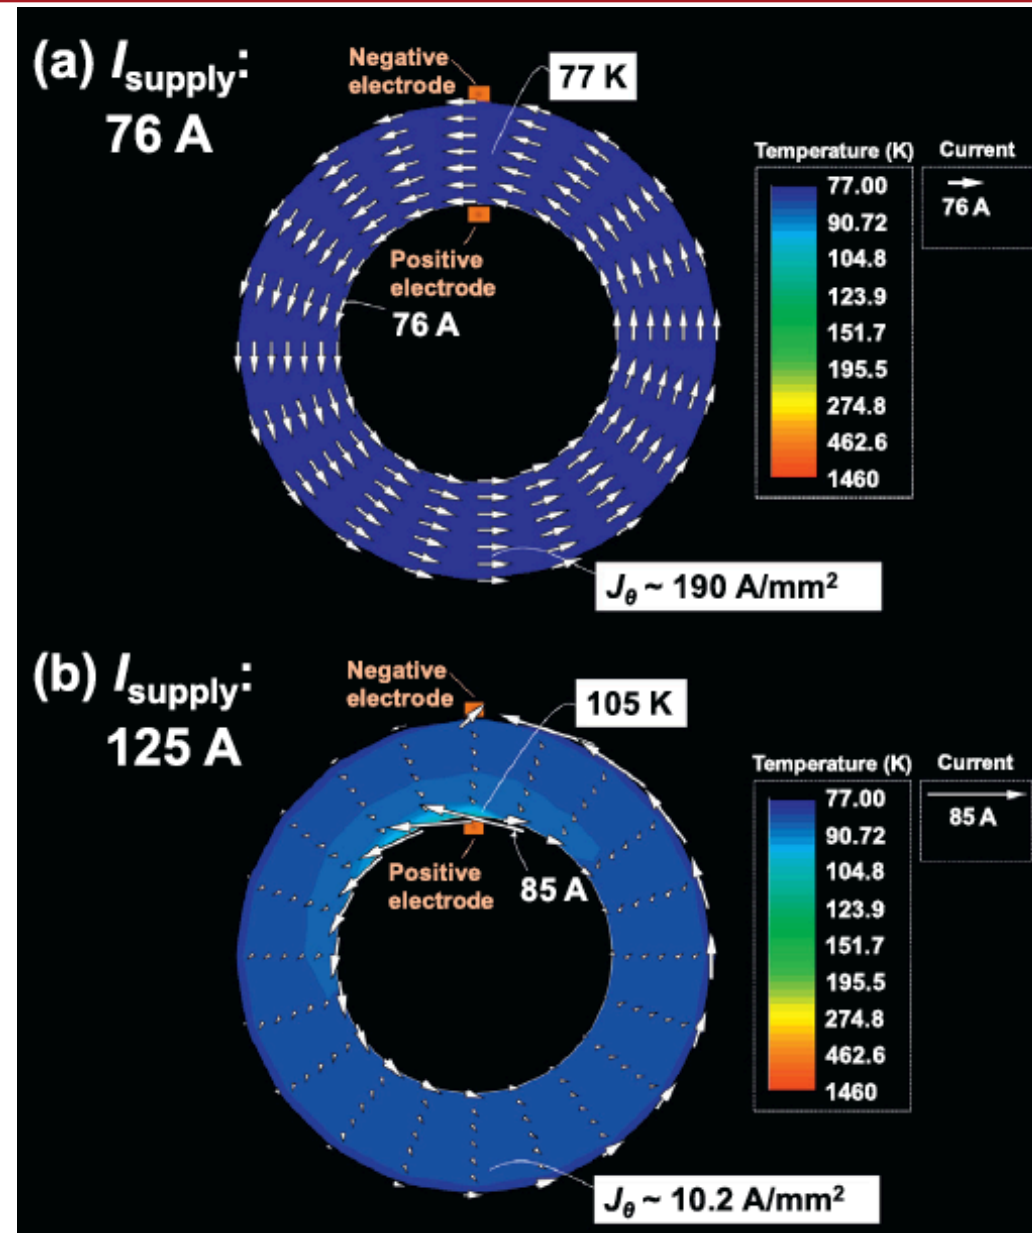 (a) Isupply:
76 A
Negative
electrode
77 K
Positive
electrode
76 A
Jθ ~ 190 A/mm²
Temperature (K)
77.00
90.72
104.8
123.9
151.7
195.5
274.8
462.6
1460
Current
76 A
(b) Isupply:
125 A
Negative
electrode
105 K
Positive
electrode
85 A
Jθ ~ 10.2 A/mm²
Temperature (K)
77.00
90.72
104.8
123.9
151.7
195.5
274.8
462.6
1460
Current
85 A